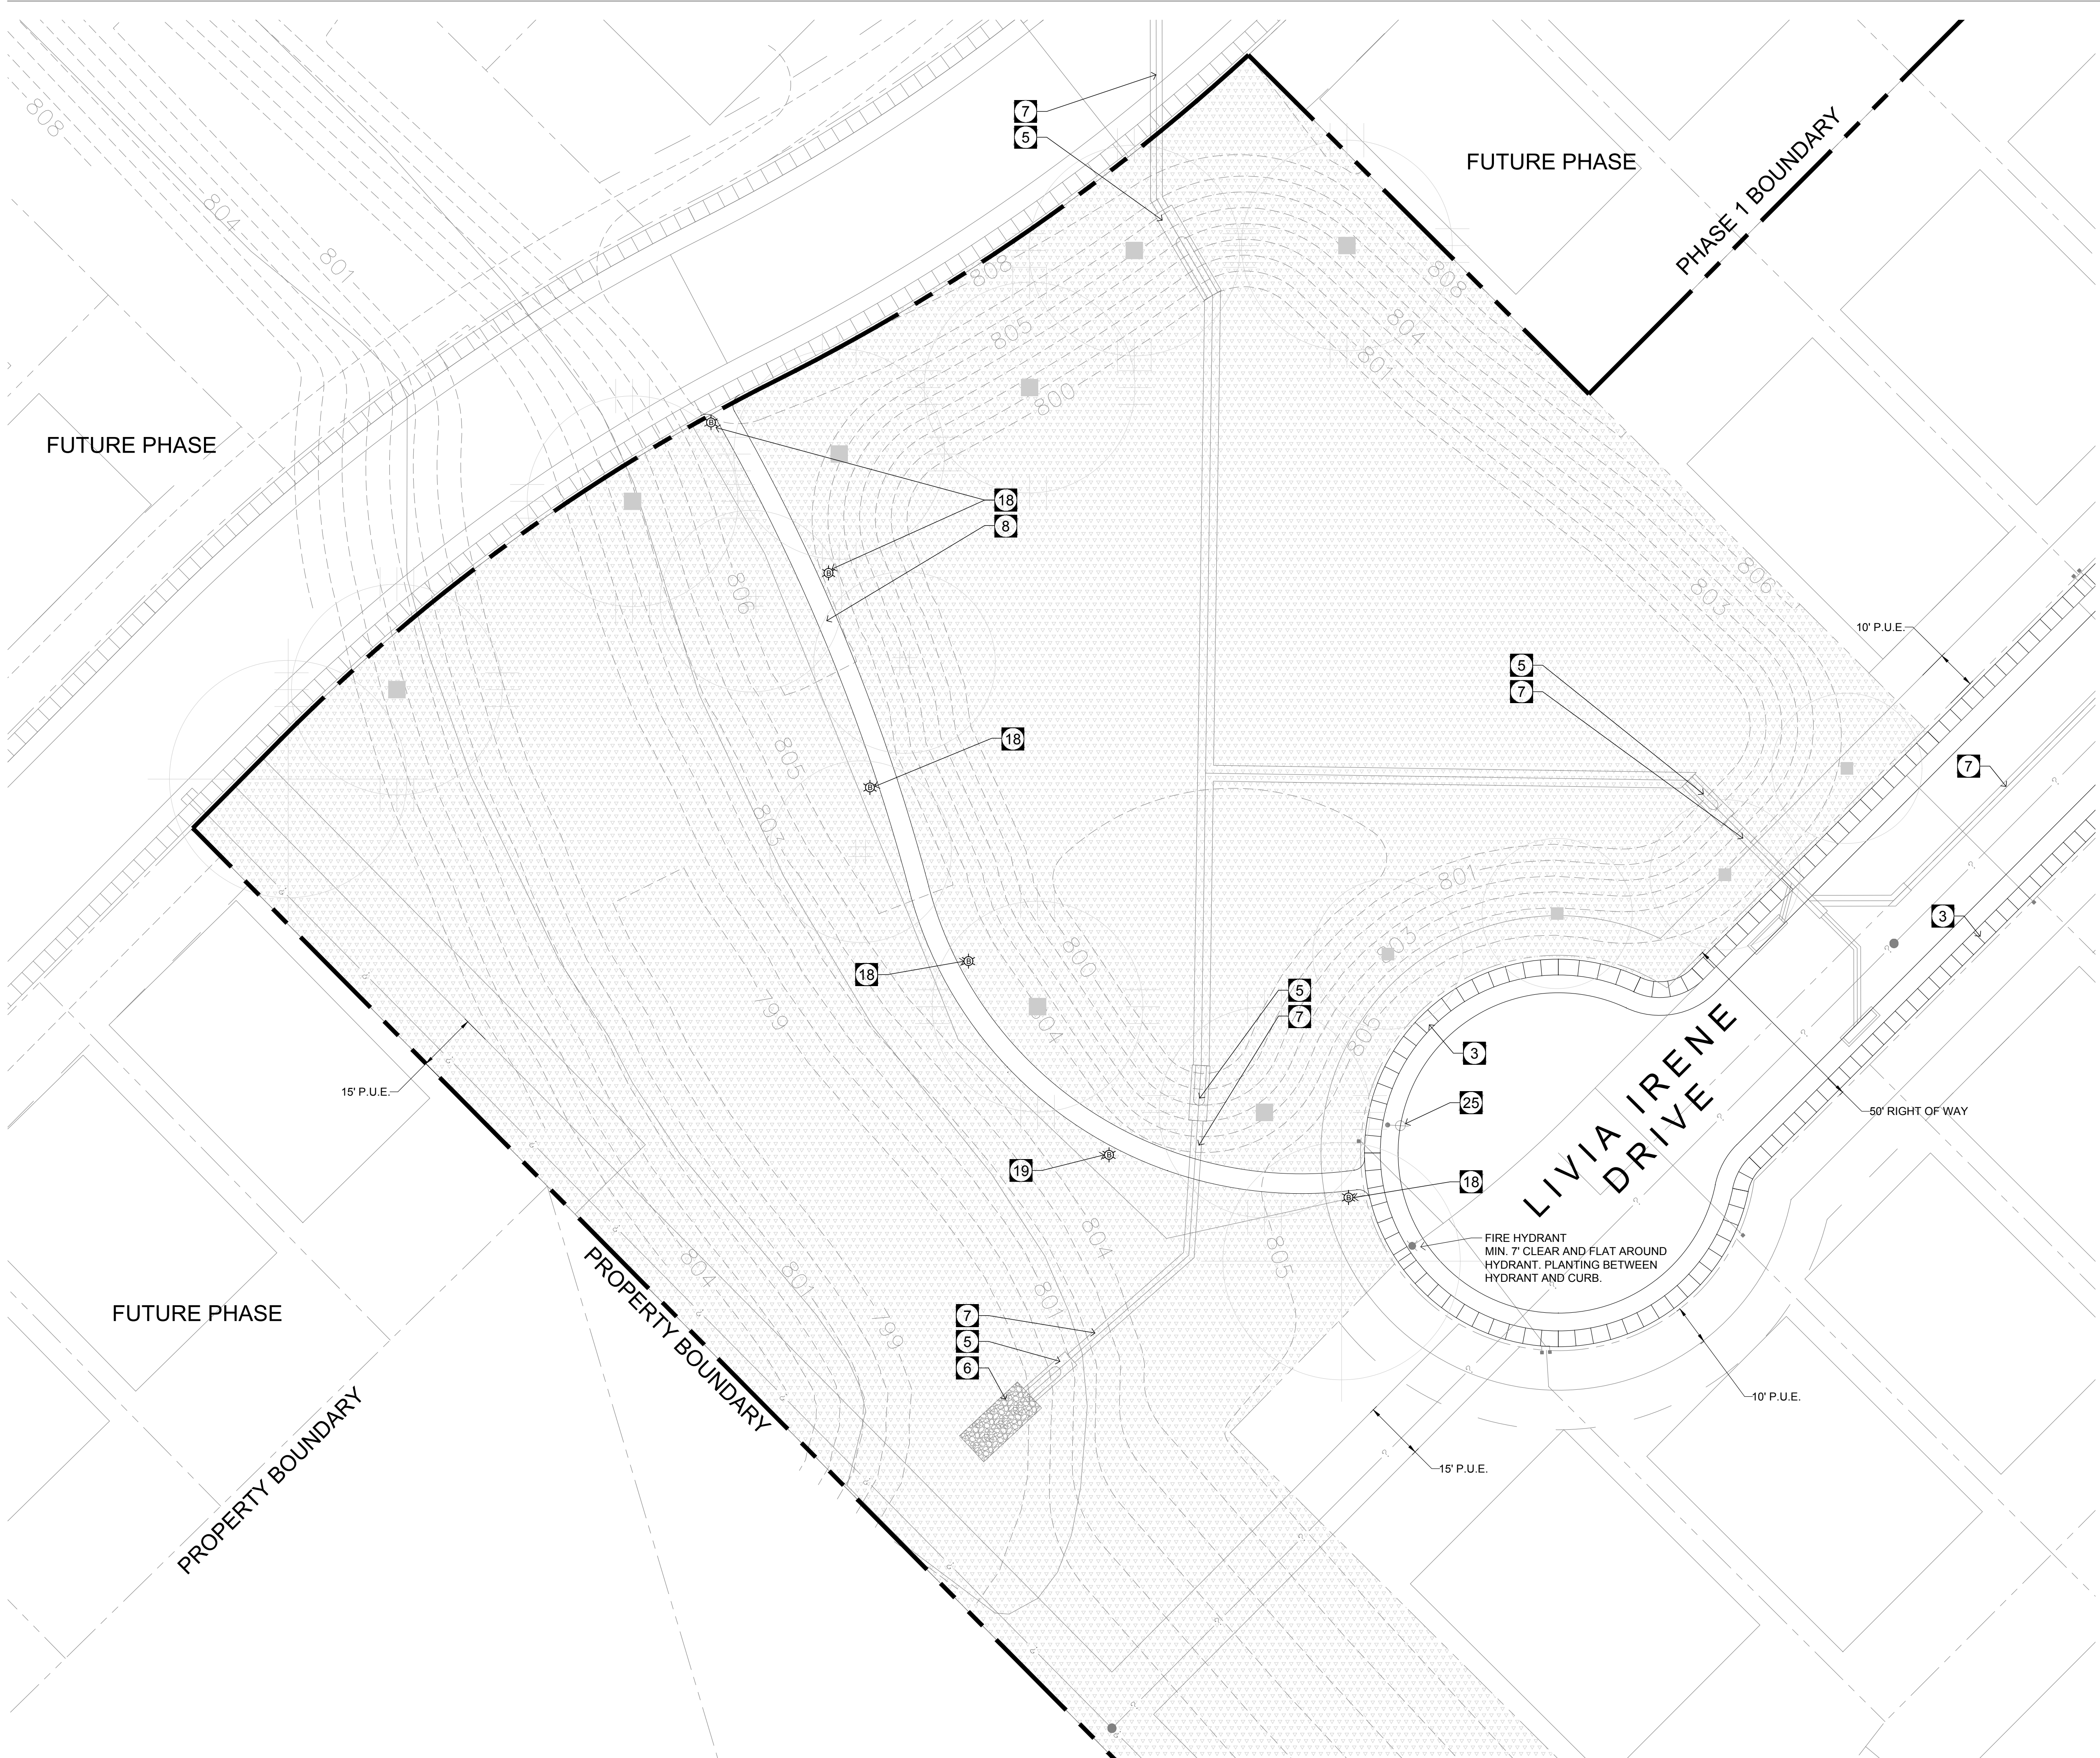 7
5
FUTURE PHASE
PHASE 1 BOUNDARY
808
804
801
808
805
800
808
804
801
FUTURE PHASE
B
18
8
B
806
806
803
10' P.U.E.
5
7
18
805
B
7
803
801
3
803
18
B
800
799
804
5
7
805
3
15' P.U.E.
25
50' RIGHT OF WAY
LIVIA IRENE
DRIVE
19
B
18
B
FIRE HYDRANT
MIN. 7' CLEAR AND FLAT AROUND
HYDRANT. PLANTING BETWEEN
HYDRANT AND CURB.
804
805
804
801
801
799
PROPERTY BOUNDARY
FUTURE PHASE
7
5
6
10' P.U.E.
15' P.U.E.
PROPERTY BOUNDARY